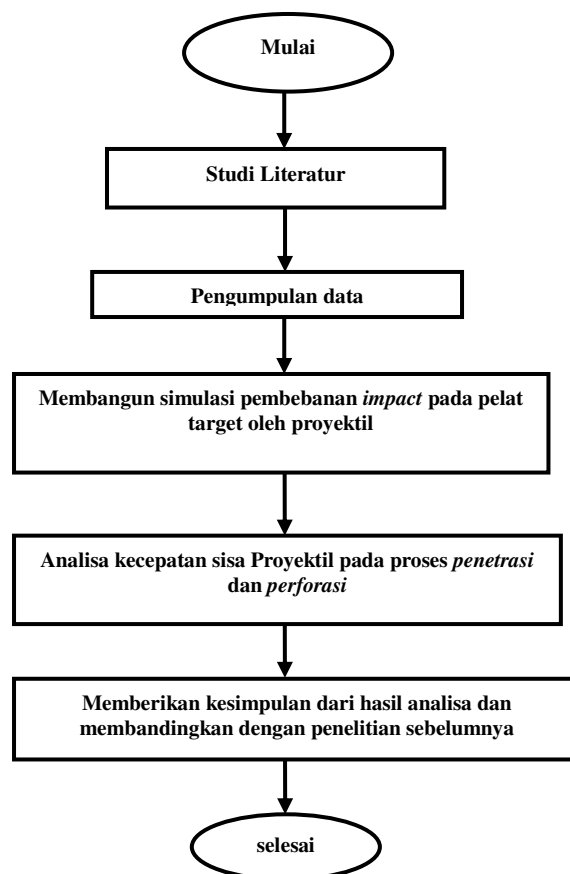 Mulai
Studi Literatur
Pengumpulan data
Membangun simulasi pembebanan impact pada pelat
target oleh proyektil
Analisa kecepatan sisa Proyektil pada proses penetrasi
dan perforasi
Memberikan kesimpulan dari hasil analisa dan
membandingkan dengan penelitian sebelumnya
selesai